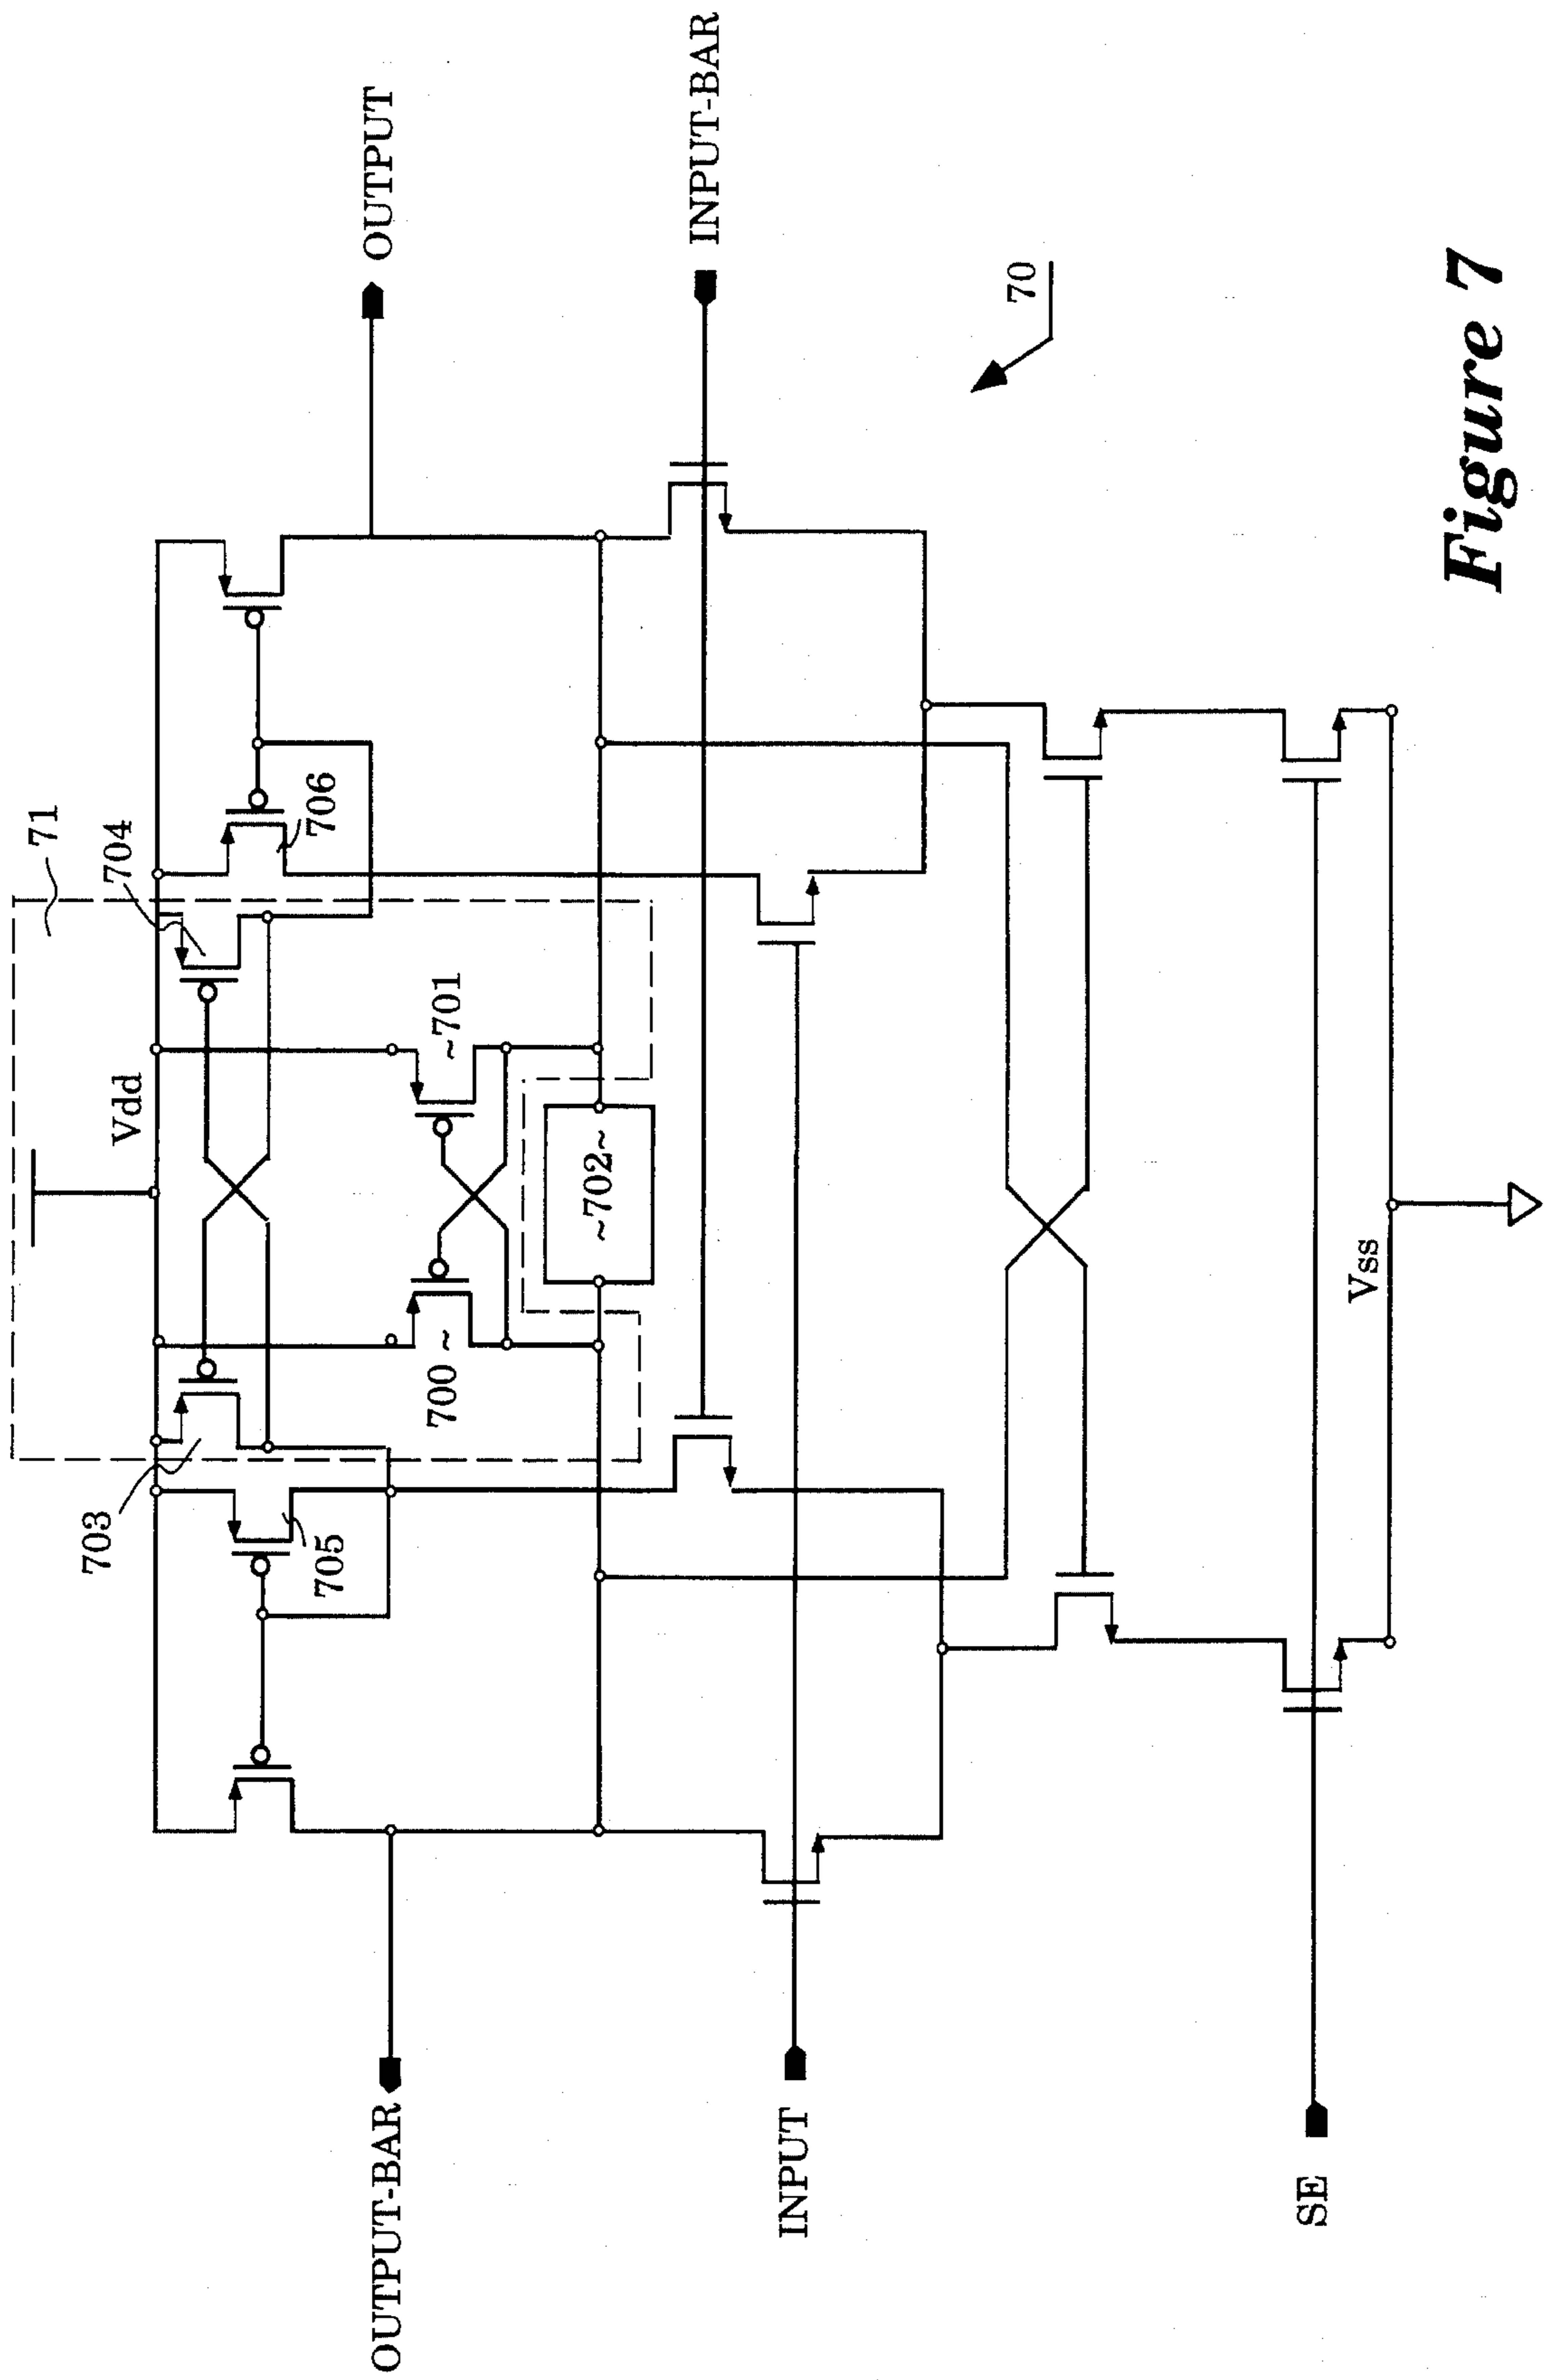 71
Vdd
703
704
705
706
OUTPUT-BAR
OUTPUT
700 ~
~701
~702~
INPUT-BAR
INPUT
70
SE
Vss
Figure 7